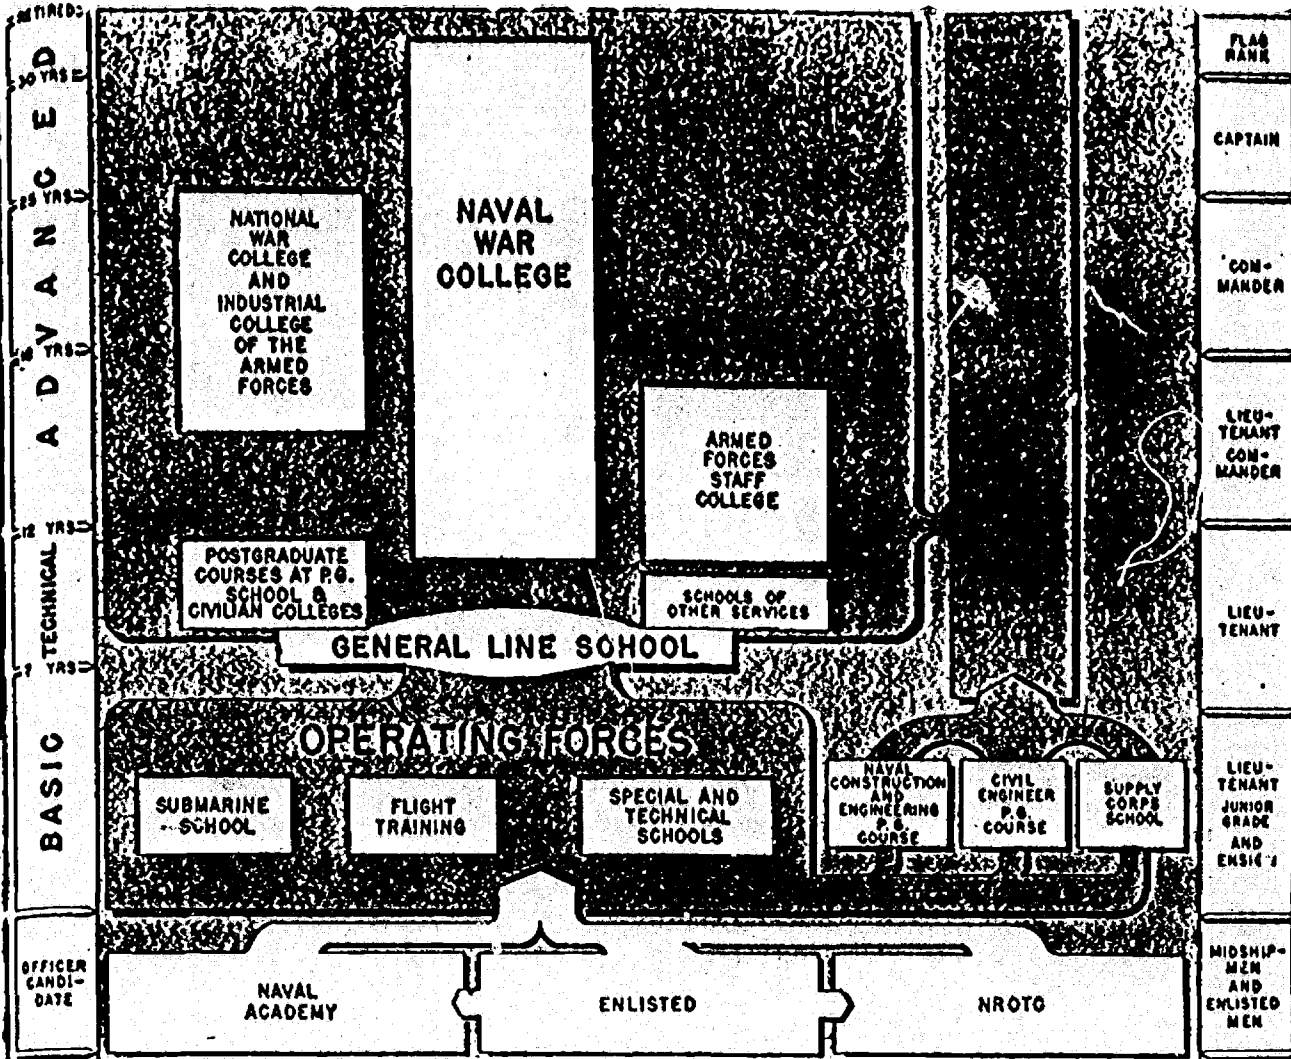 RETIRED
30 YRS
25 YRS
18 YRS
12 YRS
7 YRS
ADVANCED
TECHNICAL
BASIC
OFFICER
CANDI-
DATE
NATIONAL
WAR
COLLEGE
AND
INDUSTRIAL
COLLEGE
OF THE
ARMED
FORCES
NAVAL
WAR
COLLEGE
ARMED
FORCES
STAFF
COLLEGE
POSTGRADUATE
COURSES AT P.G.
SCHOOL &
CIVILIAN COLLEGES
SCHOOLS OF
OTHER SERVICES
GENERAL LINE SCHOOL
OPERATING FORCES
SUBMARINE
SCHOOL
FLIGHT
TRAINING
SPECIAL AND
TECHNICAL
SCHOOLS
NAVAL
CONSTRUCTION
AND
ENGINEERING
P.G.
COURSE
CIVIL
ENGINEER
P.G.
COURSE
SUPPLY
CORPS
SCHOOL
NAVAL
ACADEMY
ENLISTED
NROTC
FLAG
RANK
CAPTAIN
COM-
MANDER
LIEU-
TENANT
COM-
MANDER
LIEU-
TENANT
LIEU-
TENANT
JUNIOR
GRADE
AND
ENSIGN
MIDSHIP-
MEN
AND
ENLISTED
MEN